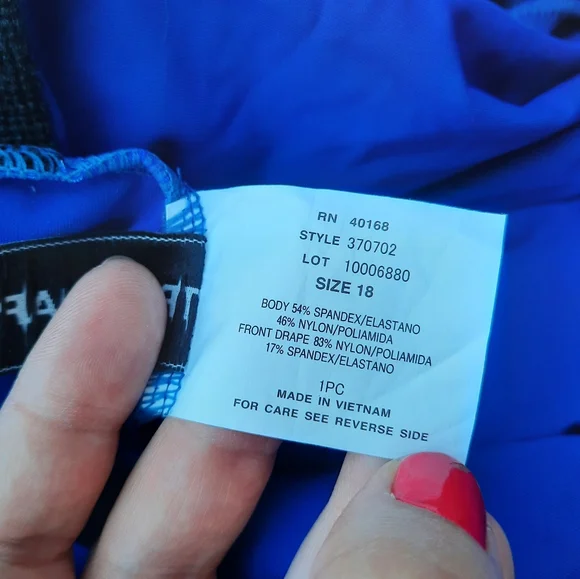 RN 40168
STYLE 370702
LOT 10006880
SIZE 18
BODY 54% SPANDEX/ELASTANO
46% NYLON/POLIAMIDA
FRONT DRAPE 83% NYLON/POLIAMIDA
17% SPANDEX/ELASTANO
1PC
MADE IN VIETNAM
FOR CARE SEE REVERSE SIDE